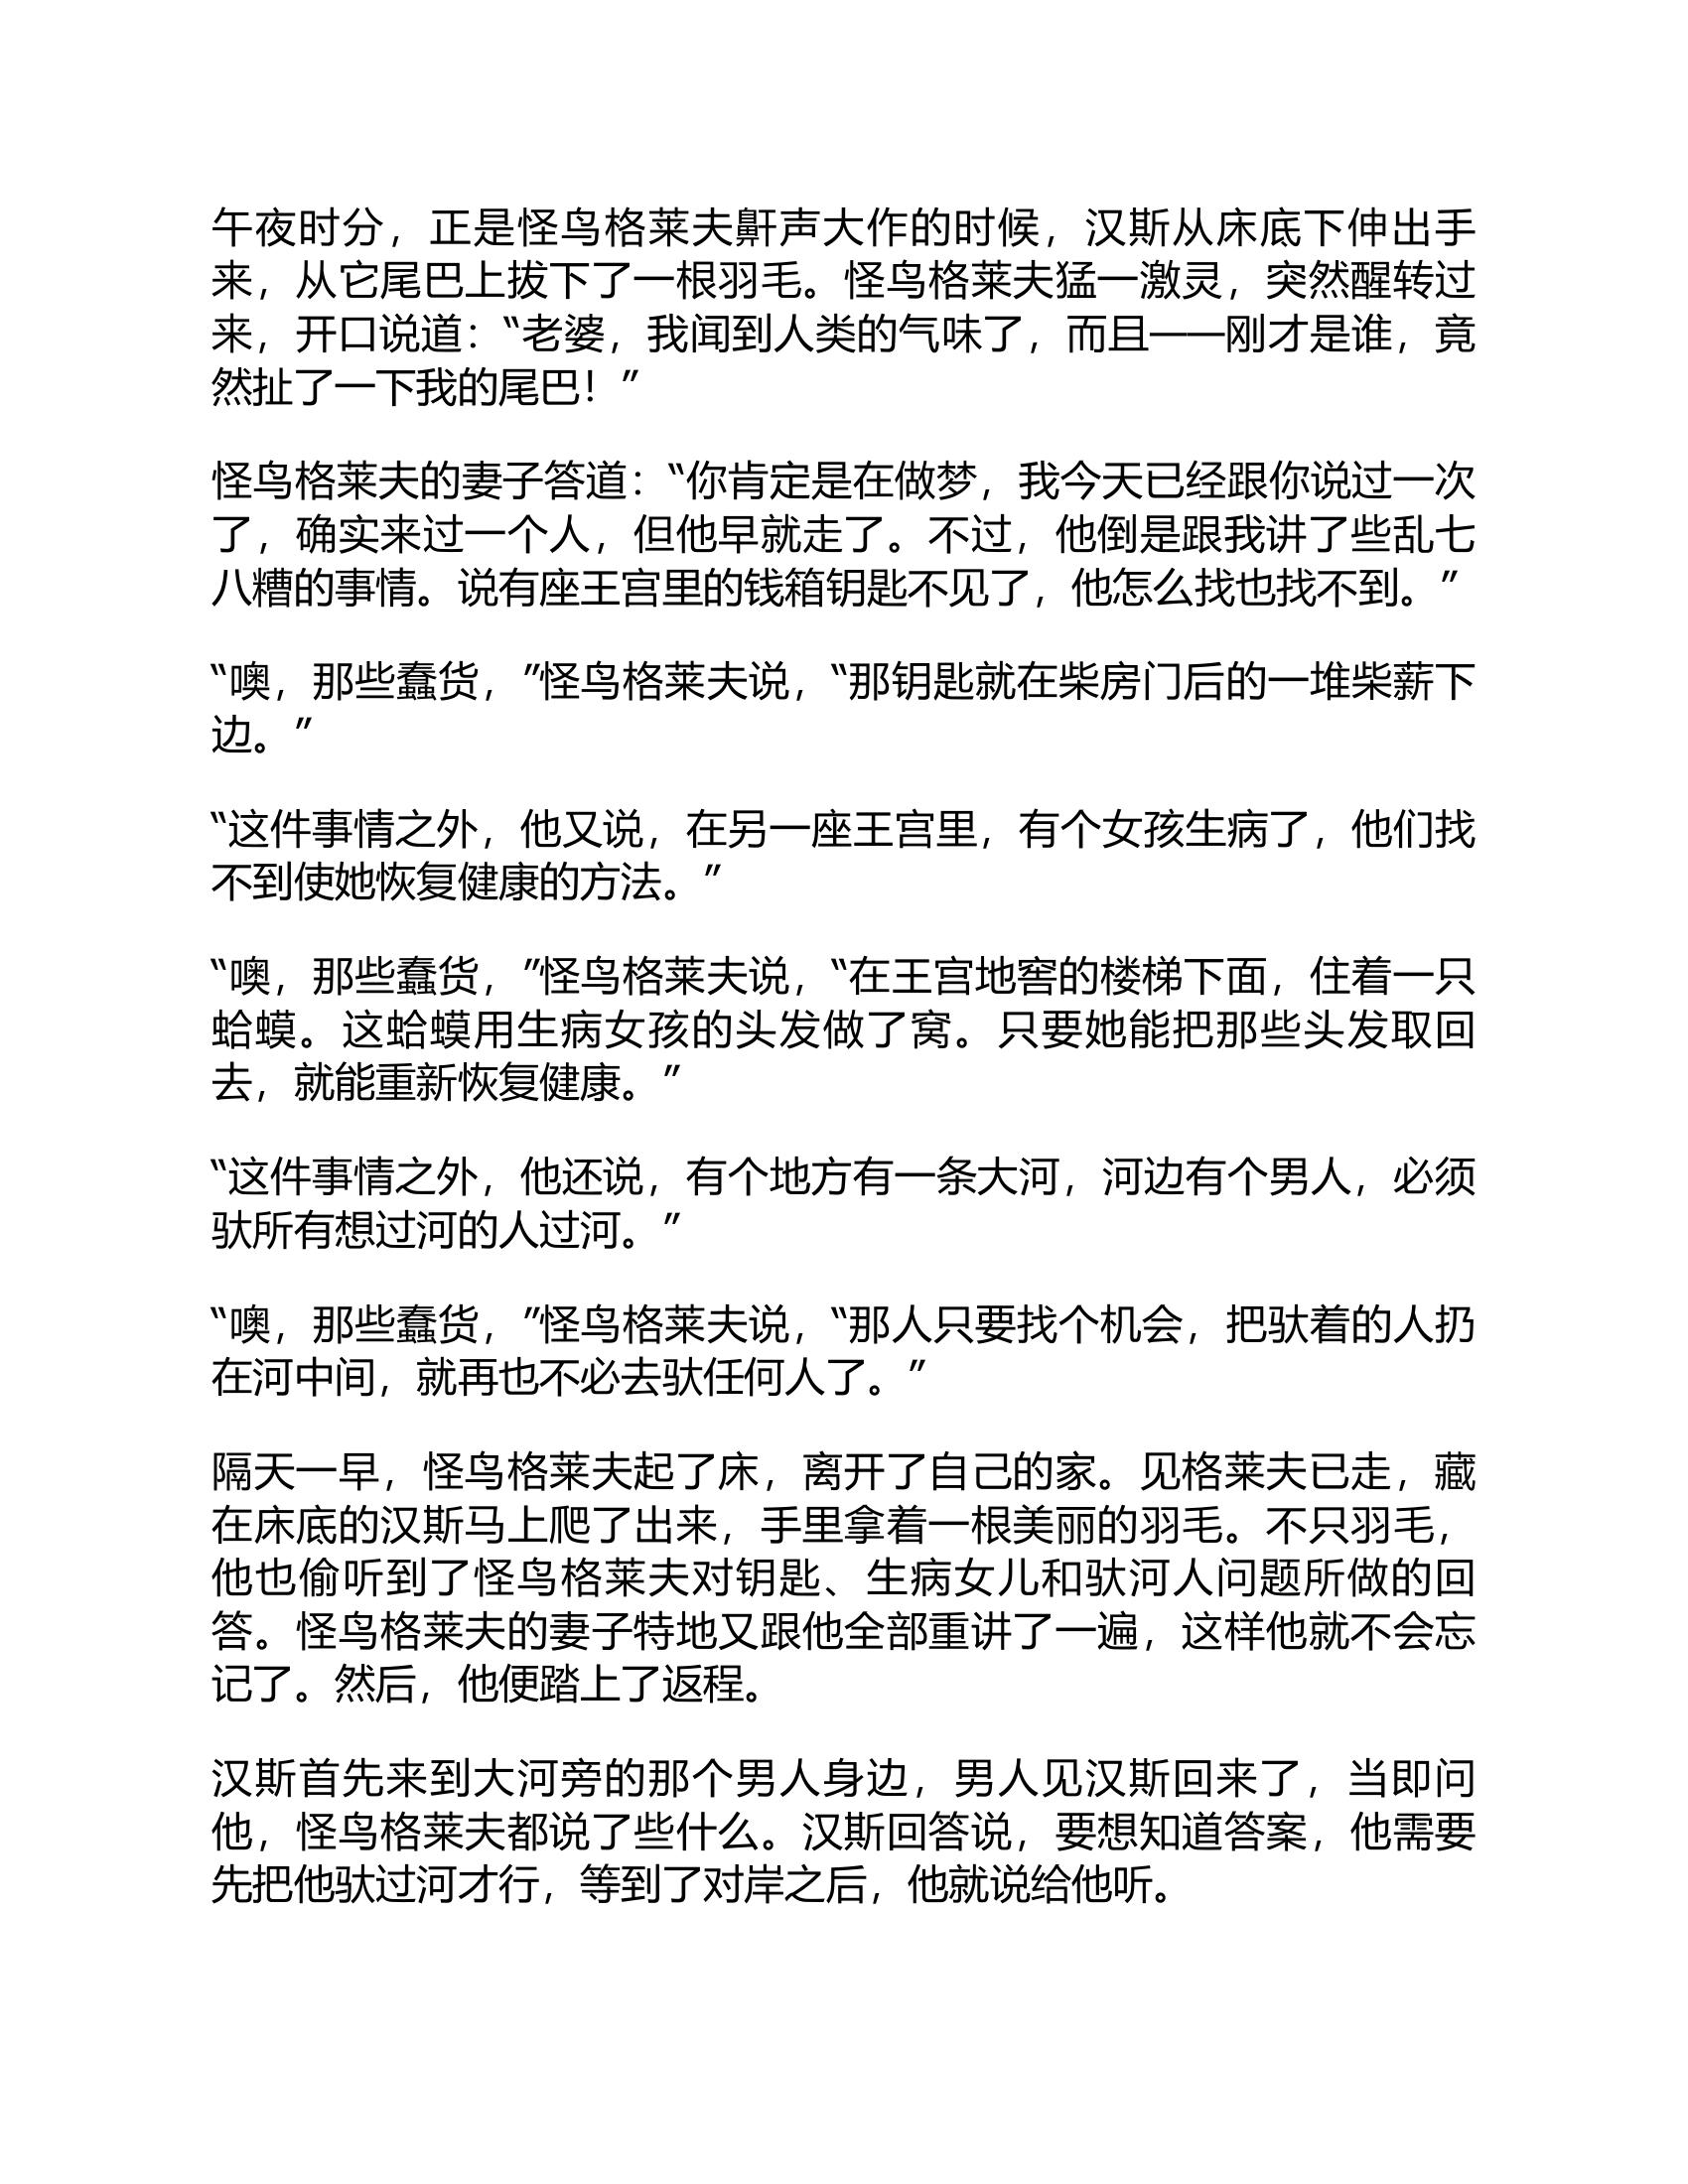 午夜时分，正是怪鸟格莱夫鼾声大作的时候，汉斯从床底下伸出手
来，从它尾巴上拔下了一根羽毛。怪鸟格莱夫猛一激灵，突然醒转过
来，开口说道：“老婆，我闻到人类的气味了，而且——刚才是谁，竟
然扯了一下我的尾巴！”
怪鸟格莱夫的妻子答道：“你肯定是在做梦，我今天已经跟你说过一次
了，确实来过一个人，但他早就走了。不过，他倒是跟我讲了些乱七
八糟的事情。说有座王宫里的钱箱钥匙不见了，他怎么找也找不到。”
“噢，那些蠢货，”怪鸟格莱夫说，“那钥匙就在柴房门后的一堆柴薪下
边。”
“这件事情之外，他又说，在另一座王宫里，有个女孩生病了，他们找
不到使她恢复健康的方法。”
“噢，那些蠢货，”怪鸟格莱夫说，“在王宫地窖的楼梯下面，住着一只
蛤蟆。这蛤蟆用生病女孩的头发做了窝。只要她能把那些头发取回
去，就能重新恢复健康。”
“这件事情之外，他还说，有个地方有一条大河，河边有个男人，必须
驮所有想过河的人过河。”
“噢，那些蠢货，”怪鸟格莱夫说，“那人只要找个机会，把驮着的人扔
在河中间，就再也不必去驮任何人了。”
隔天一早，怪鸟格莱夫起了床，离开了自己的家。见格莱夫已走，藏
在床底的汉斯马上爬了出来，手里拿着一根美丽的羽毛。不只羽毛，
他也偷听到了怪鸟格莱夫对钥匙、生病女儿和驮河人问题所做的回
答。怪鸟格莱夫的妻子特地又跟他全部重讲了一遍，这样他就不会忘
记了。然后，他便踏上了返程。
汉斯首先来到大河旁的那个男人身边，男人见汉斯回来了，当即问
他，怪鸟格莱夫都说了些什么。汉斯回答说，要想知道答案，他需要
先把他驮过河才行，等到了对岸之后，他就说给他听。